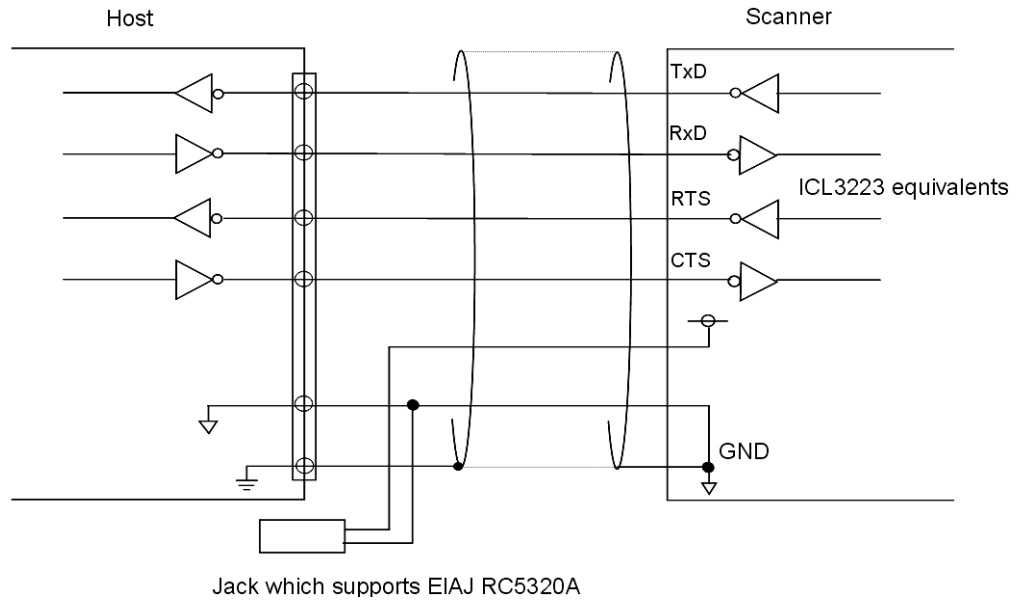 Host
Scanner
TxD
RxD
ICL3223 equivalents
RTS
CTS
GND
Jack which supports EIAJ RC5320A